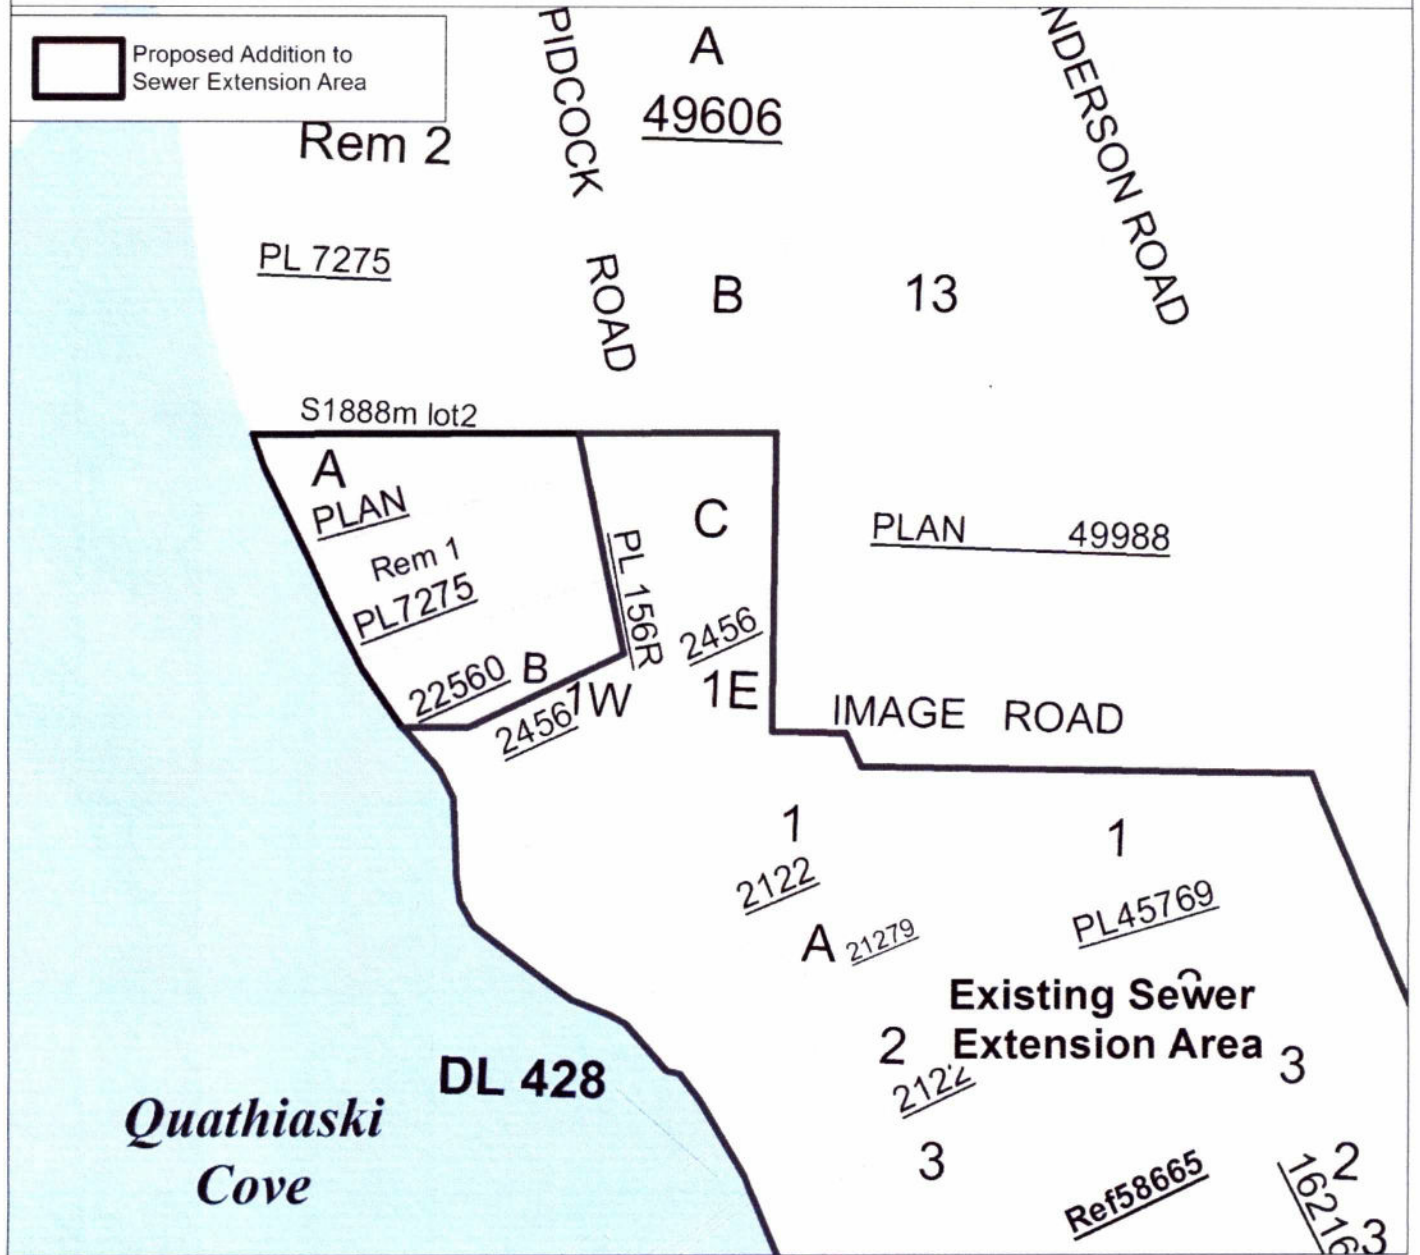 Proposed Addition to
Sewer Extension Area
Rem 2
PIDCOCK ROAD
A
49606
NDERSON ROAD
PL 7275
B
13
S1888m lot2
A
PLAN
Rem 1
PL7275
22560
B
PL 156R
C
2456
1W
2456
1E
PLAN 49988
IMAGE ROAD
1
2122
A
21279
1
PL45769
Existing Sewer
Extension Area
2
2122
3
3
DL 428
Quathiaski
Cove
Ref58665
2
16216
3